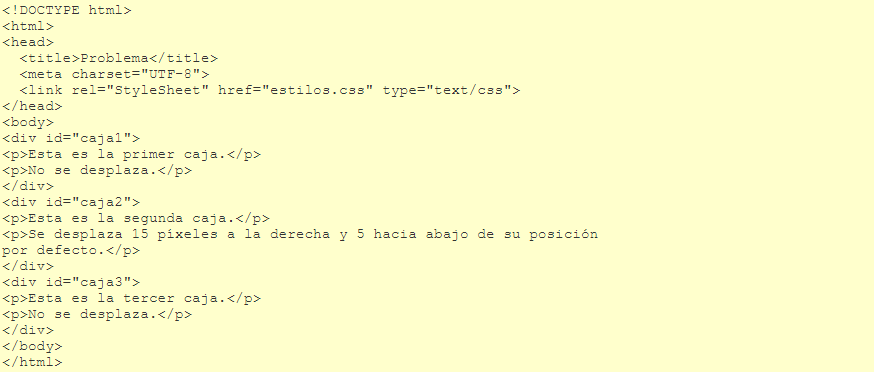 <!DOCTYPE html>
<html>
<head>
  <title>Problema</title>
  <meta charset="UTF-8">
  <link rel="StyleSheet" href="estilos.css" type="text/css">
</head>
<body>
<div id="caja1">
<p>Esta es la primer caja.</p>
<p>No se desplaza.</p>
</div>
<div id="caja2">
<p>Esta es la segunda caja.</p>
<p>Se desplaza 15 píxeles a la derecha y 5 hacia abajo de su posición
por defecto.</p>
</div>
<div id="caja3">
<p>Esta es la tercer caja.</p>
<p>No se desplaza.</p>
</div>
</body>
</html>